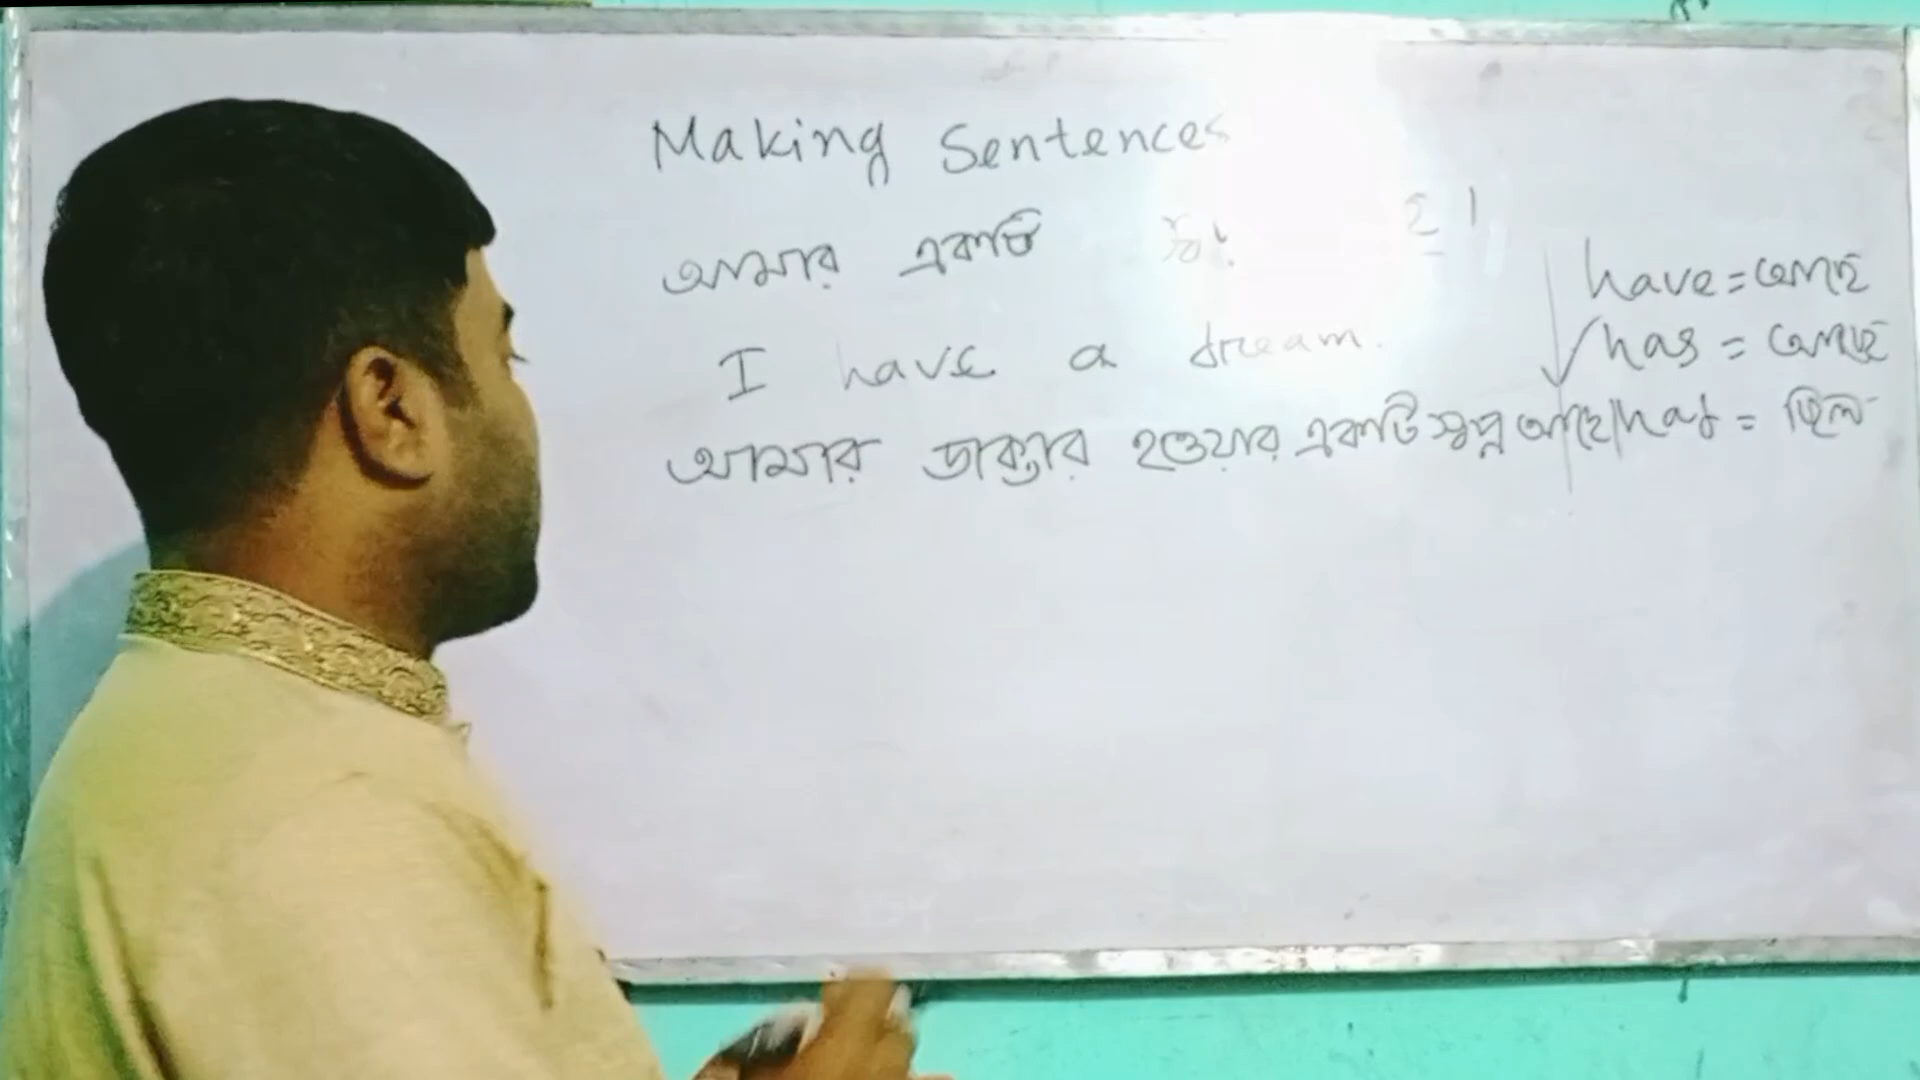 Making Sentences
আমার একটি
I have a dream.
আমার ডাক্তার হওয়ার একটি স্বপ্ন আছে।
have = আছে
has = আছে
had = ছিল